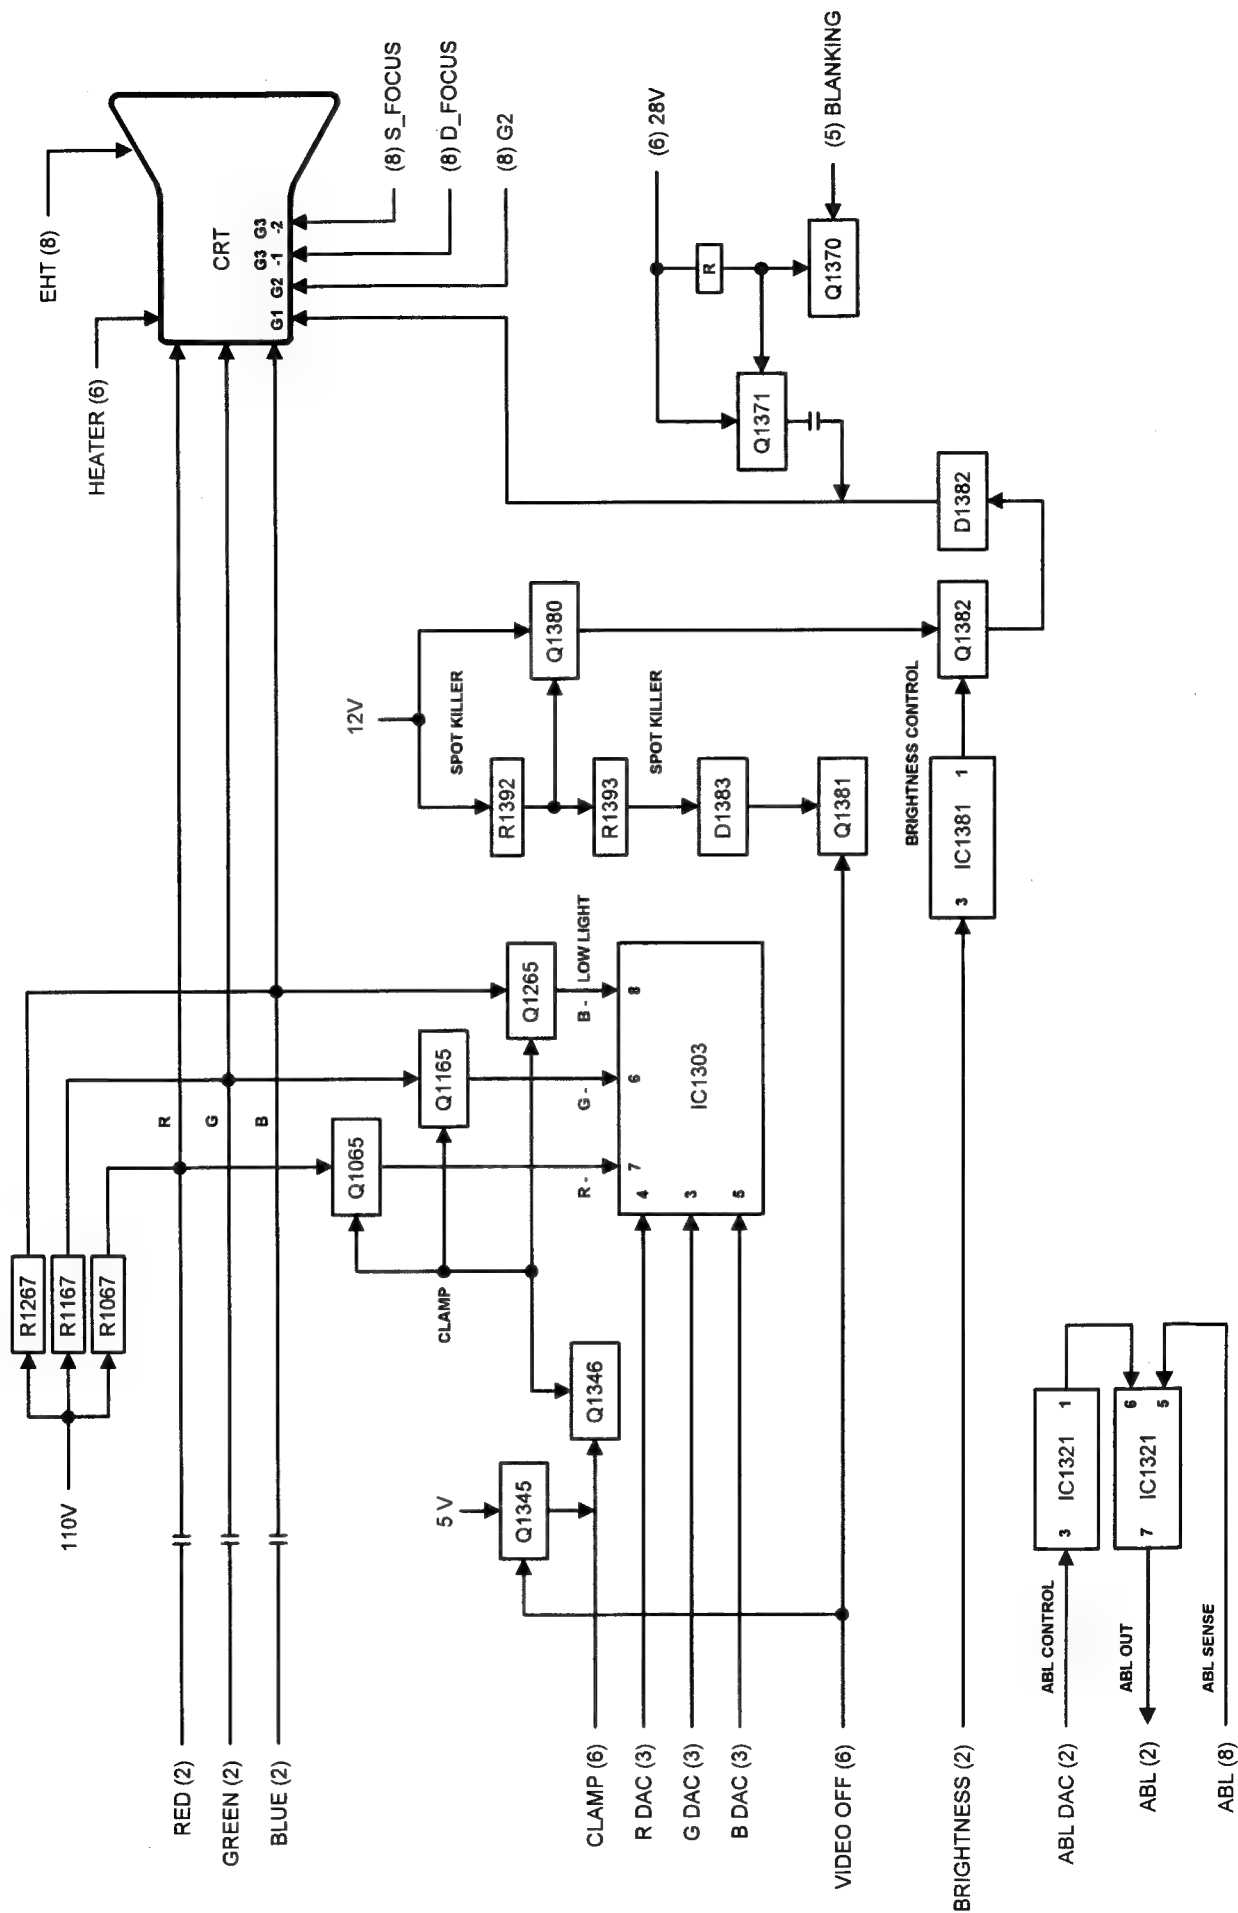 EHT (8)
HEATER (6)
CRT
G1
G2
G3
-1
G3
-2
(8) S_FOCUS
(8) D_FOCUS
(8) G2
(6) 28V
(5) BLANKING
R
Q1370
Q1371
110V
R1267
R1167
R1067
R
G
B
RED (2)
GREEN (2)
BLUE (2)
12V
SPOT KILLER
R1392
Q1380
R1393
SPOT KILLER
D1383
Q1381
D1382
Q1382
BRIGHTNESS CONTROL
3 IC1381 1
Q1065
Q1165
Q1265
R -
G -
B - LOW LIGHT
7
6
8
IC1303
4
3
5
CLAMP
Q1346
5 V
Q1345
CLAMP (6)
R DAC (3)
G DAC (3)
B DAC (3)
VIDEO OFF (6)
BRIGHTNESS (2)
ABL DAC (2)
ABL CONTROL
3 IC1321 1
ABL (2)
ABL OUT
7 IC1321
6
5
ABL (8)
ABL SENSE